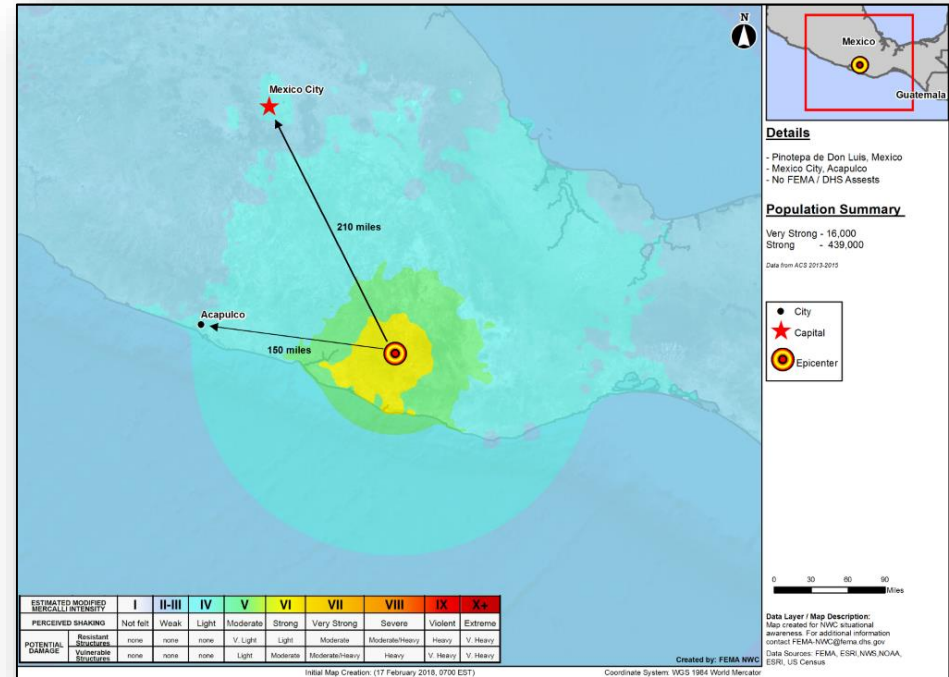 N
Mexico City
210 miles
Acapulco
150 miles
Mexico
Guatemala
Details
- Pinotepa de Don Luis, Mexico
- Mexico City, Acapulco
- No FEMA / DHS Assests
Population Summary
Very Strong - 16,000
Strong - 439,000
Data from ACS 2013-2015
City
Capital
Epicenter
0 30 60 90
Miles
Data Layer / Map Description:
Map created for NWC situational
awareness. For additional information
contact FEMA-NWC@fema.dhs.gov
Data Sources: FEMA, ESRI,NWS,NOAA,
ESRI, US Census
ESTIMATED MODIFIED MERCALLI INTENSITY I II-III IV V VI VII VIII IX X+
PERCEIVED SHAKING Not felt Weak Light Moderate Strong Very Strong Severe Violent Extreme
POTENTIAL DAMAGE Resistant Structures none none none V. Light Light Moderate Moderate/Heavy Heavy V. Heavy
Vulnerable Structures none none none Light Moderate Moderate/Heavy Heavy V. Heavy V. Heavy
Created by: FEMA NWC
Initial Map Creation: (17 February 2018, 0700 EST) Coordinate System: WGS 1984 World Mercator